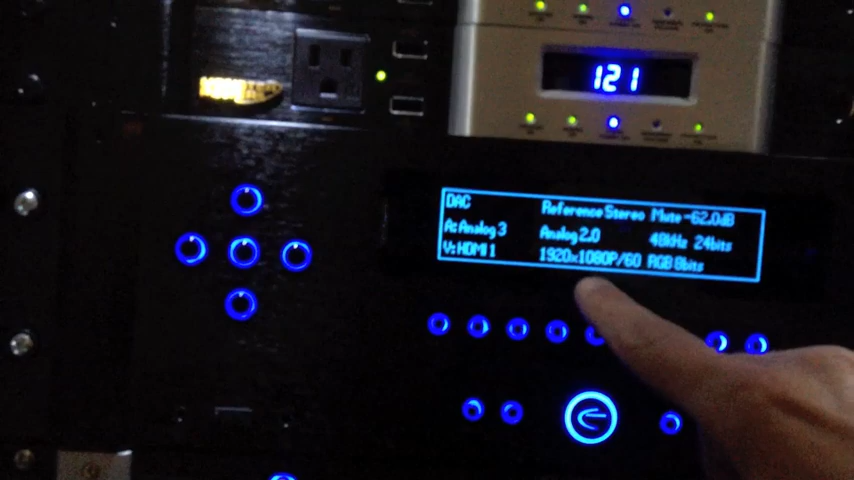 121
DAC Reference Stereo Mute -62.0dB
A: Analog 3 Analog 2.0 48kHz 24bits
V: HDMI 1 1920x1080P/60 RGB 8bits